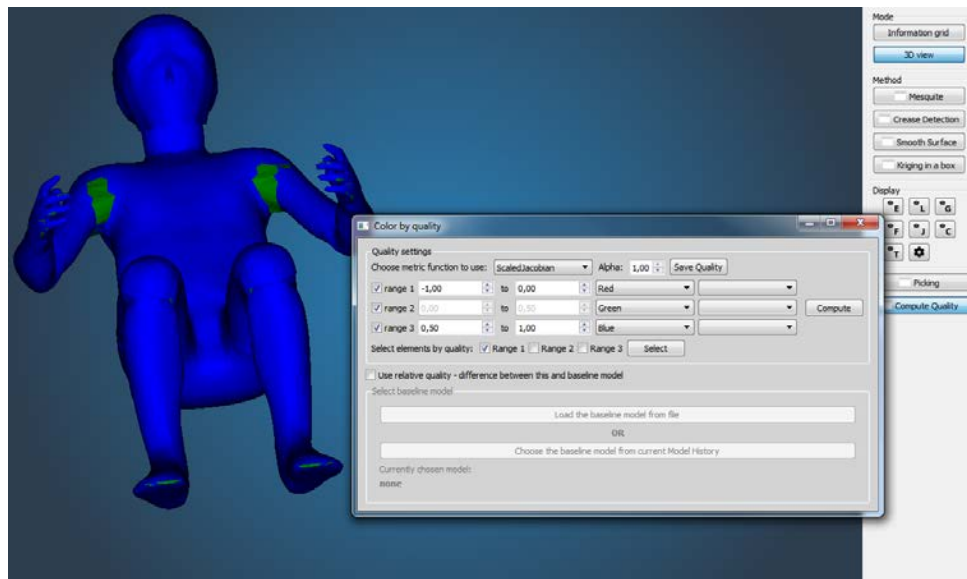 Mode
Information grid
3D view
Method
Mesquite
Crease Detection
Smooth Surface
Kriging in a box
Display
E L G
F J C
T
Picking
Compute Quality
Color by quality
Quality settings
Choose metric function to use: ScaledJacobian Alpha: 1,00 Save Quality
range 1 -1,00 to 0,00 Red
range 2 0,00 to 0,50 Green Compute
range 3 0,50 to 1,00 Blue
Select elements by quality: Range 1 Range 2 Range 3 Select
Use relative quality - difference between this and baseline model
Select baseline model
Load the baseline model from file
OR
Choose the baseline model from current Model History
Currently chosen model:
none